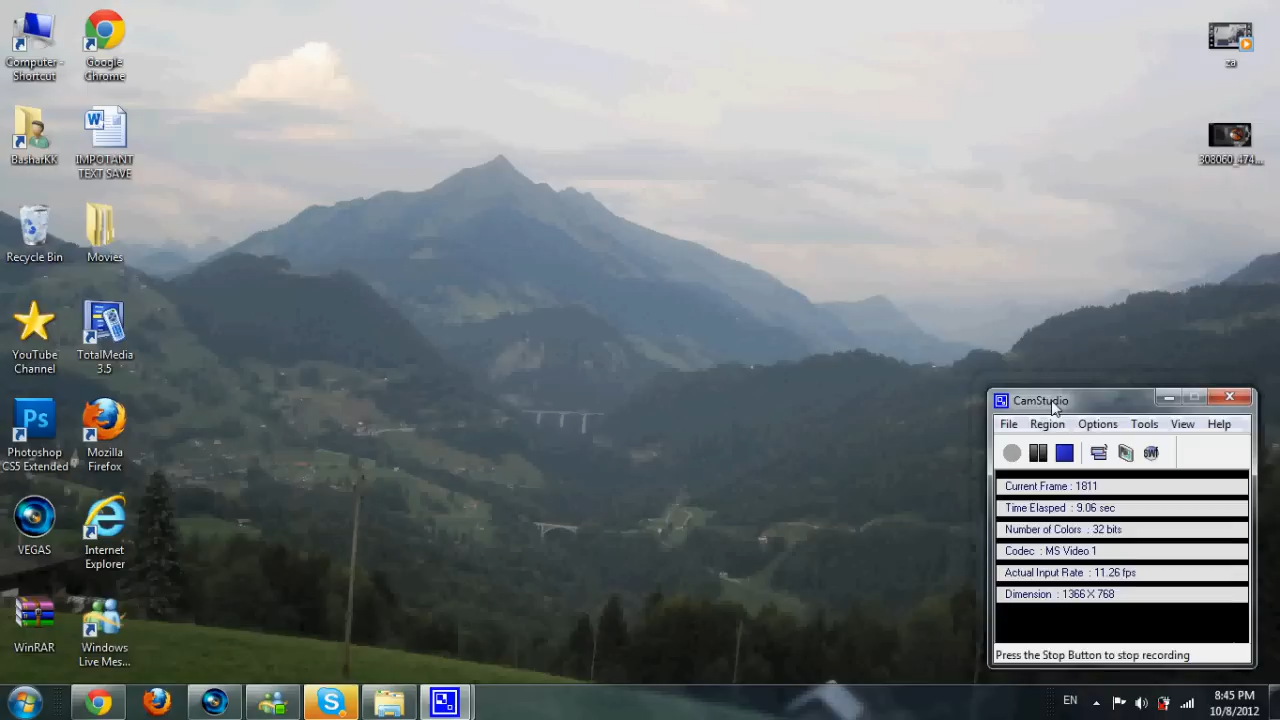 Computer -
Shortcut
Google
Chrome
BasharKK
IMPOTANT
TEXT SAVE
Recycle Bin
Movies
YouTube
Channel
TotalMedia
3.5
Ps
Photoshop
CS5 Extended
Mozilla
Firefox
VEGAS
Internet
Explorer
WinRAR
Windows
Live Mes...
za
308060_474...
CamStudio
File Region Options Tools View Help
SWF
Current Frame : 1811
Time Elasped : 9.06 sec
Number of Colors : 32 bits
Codec : MS Video 1
Actual Input Rate : 11.26 fps
Dimension : 1366 X 768
Press the Stop Button to stop recording
EN
8:45 PM
10/8/2012